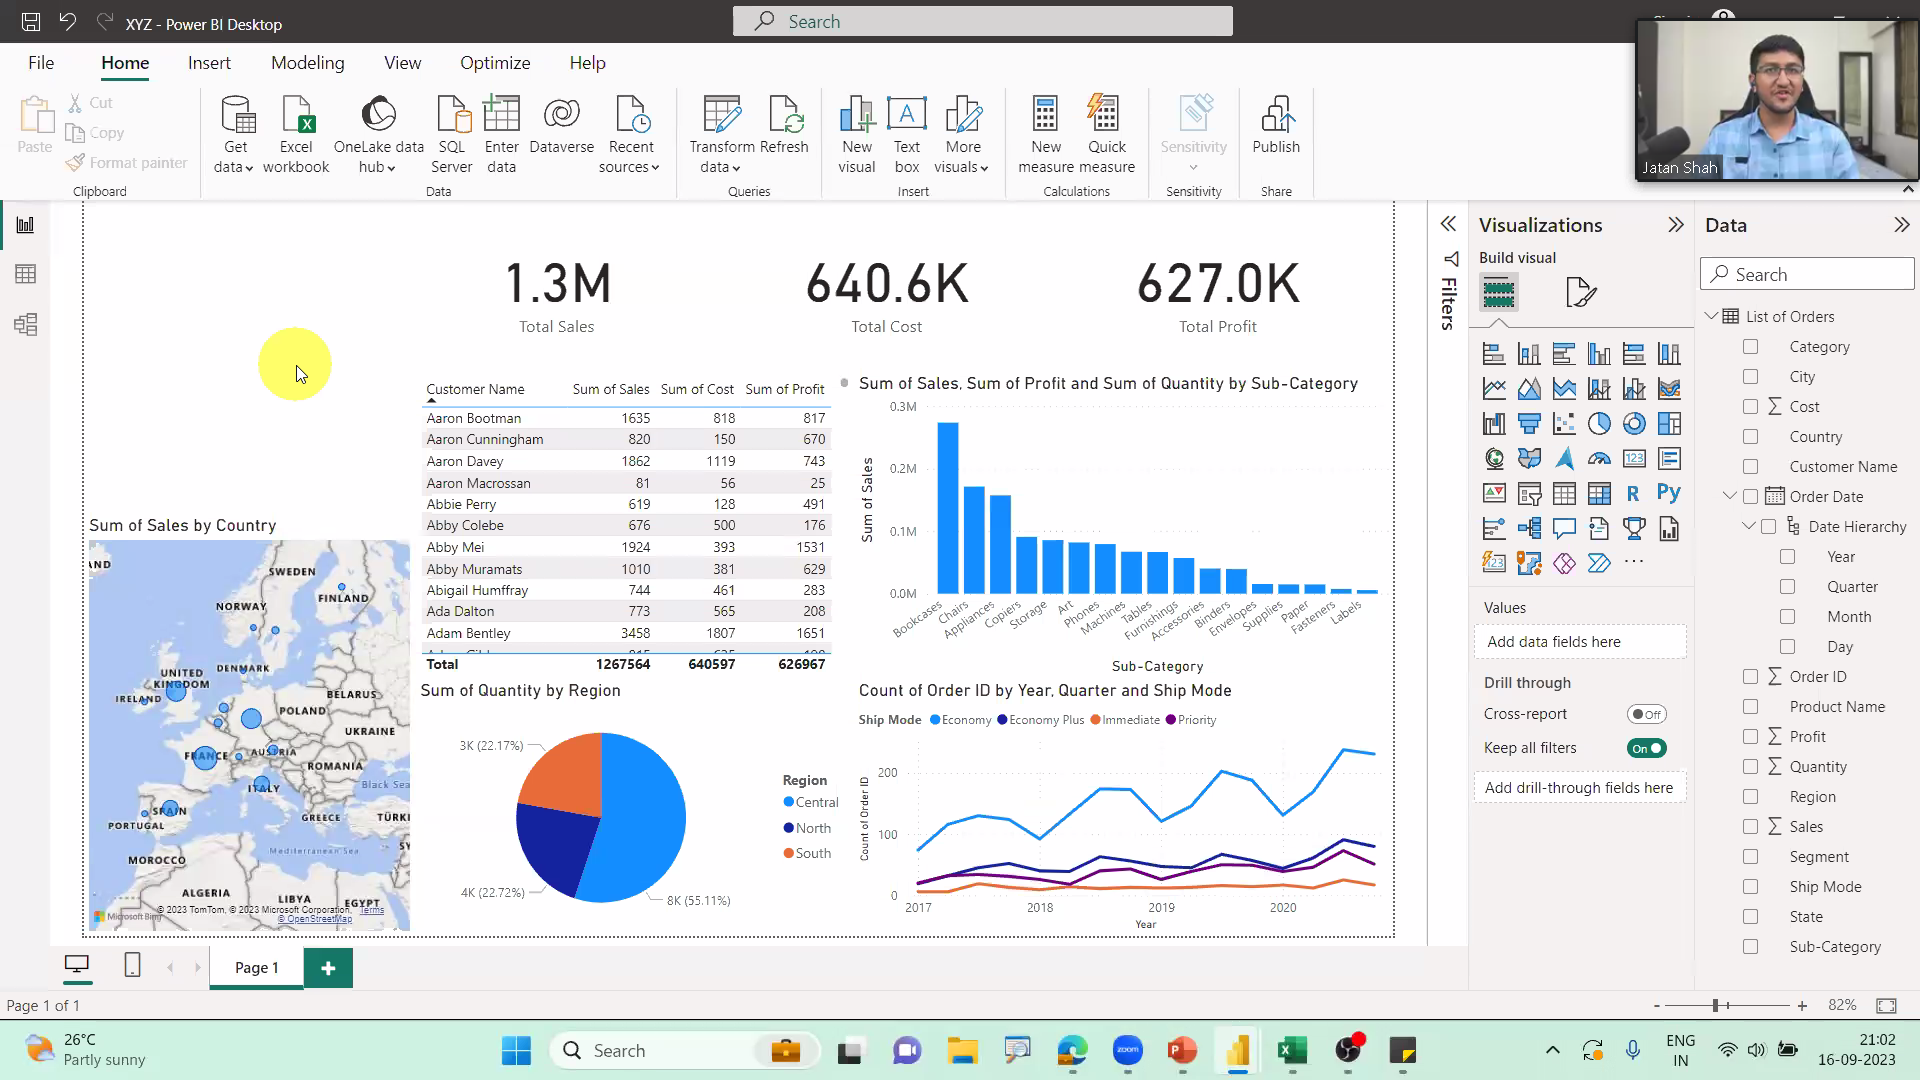 XYZ - Power BI Desktop
Search
File
Home
Insert
Modeling
View
Optimize
Help
Paste
Cut
Copy
Format painter
Clipboard
Get data
Excel workbook
OneLake data hub
SQL Server
Enter data
Dataverse
Recent sources
Data
Transform data
Refresh
Queries
New visual
Text box
More visuals
Insert
New measure
Quick measure
Calculations
Sensitivity
Sensitivity
Publish
Share
Jatan Shah
1.3M
Total Sales
640.6K
Total Cost
627.0K
Total Profit
Customer Name Sum of Sales Sum of Cost Sum of Profit
Aaron Bootman 1635 818 817
Aaron Cunningham 820 150 670
Aaron Davey 1862 1119 743
Aaron Macrossan 81 56 25
Abbie Perry 619 128 491
Abby Colebe 676 500 176
Abby Mei 1924 393 1531
Abby Muramats 1010 381 629
Abigail Humffray 744 461 283
Ada Dalton 773 565 208
Adam Bentley 3458 1807 1651
Total 1267564 640597 626967
Sum of Sales, Sum of Profit and Sum of Quantity by Sub-Category
Sum of Sales
0.3M
0.2M
0.1M
0.0M
Bookcases
Chairs
Appliances
Copiers
Storage
Art
Phones
Machines
Tables
Furnishings
Accessories
Binders
Envelopes
Supplies
Paper
Fasteners
Labels
Sub-Category
Sum of Sales by Country
AND
SWEDEN
NORWAY
FINLAND
DENMARK
UNITED KINGDOM
IRELAND
BELARUS
POLAND
UKRAINE
FRANCE
AUSTRIA
ROMANIA
Black Sea
ITALY
SPAIN
PORTUGAL
GREECE
TÜRKI
SY
Mediterranean Sea
MOROCCO
ALGERIA
LIBYA
EGYPT
Microsoft Bing
© 2023 TomTom, © 2023 Microsoft Corporation, Terms
© OpenStreetMap
Sum of Quantity by Region
3K (22.17%)
4K (22.72%)
8K (55.11%)
Region
Central
North
South
Count of Order ID by Year, Quarter and Ship Mode
Ship Mode Economy Economy Plus Immediate Priority
Count of Order ID
200
100
0
2017 2018 2019 2020
Year
Filters
Visualizations
Build visual
123
R
Py
123
Values
Add data fields here
Drill through
Cross-report Off
Keep all filters On
Add drill-through fields here
Data
Search
List of Orders
Category
City
Cost
Country
Customer Name
Order Date
Date Hierarchy
Year
Quarter
Month
Day
Order ID
Product Name
Profit
Quantity
Region
Sales
Segment
Ship Mode
State
Sub-Category
Page 1
Page 1 of 1
- + 82%
26°C
Partly sunny
Search
zoom
ENG
IN
21:02
16-09-2023